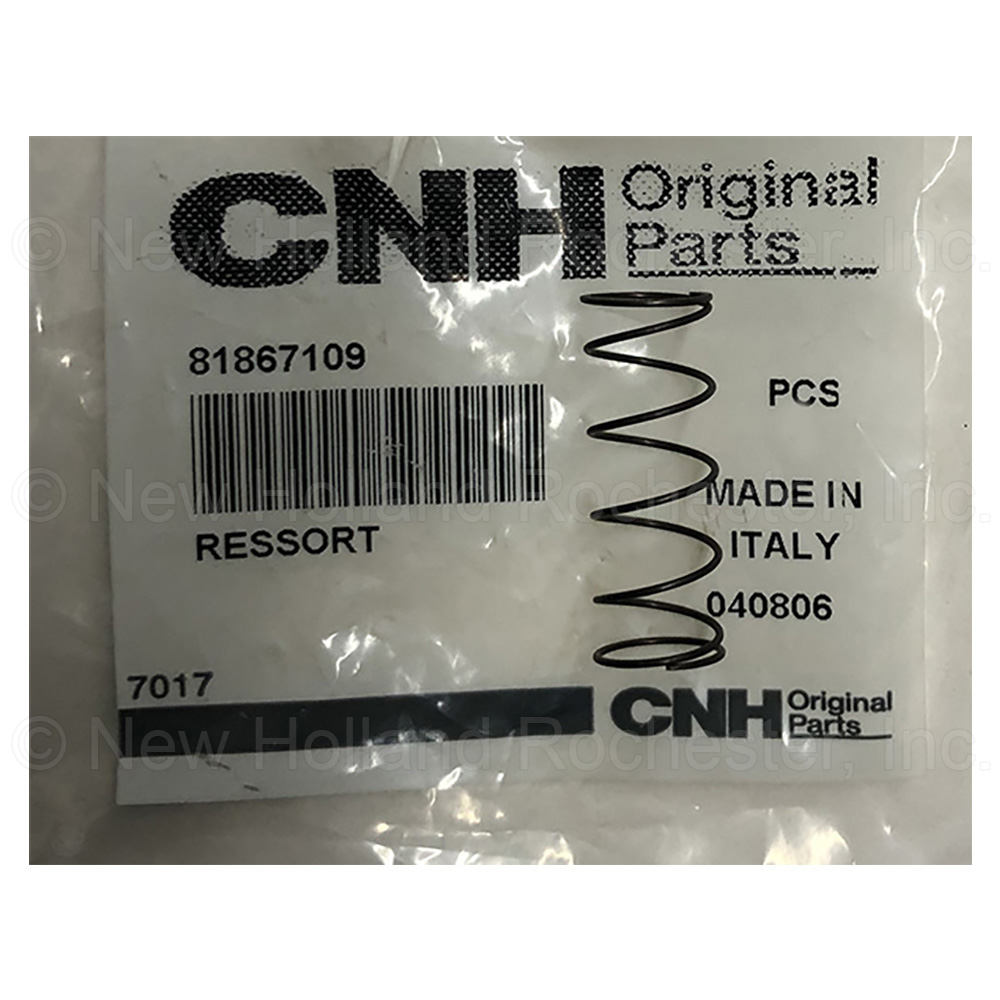 CNH Original
Parts
81867109
PCS
MADE IN
ITALY
RESSORT
040806
7017
CNH Original
Parts
© New Holland Rochester, Inc.
© New Holland Rochester, Inc.
© New Holland Rochester, Inc.